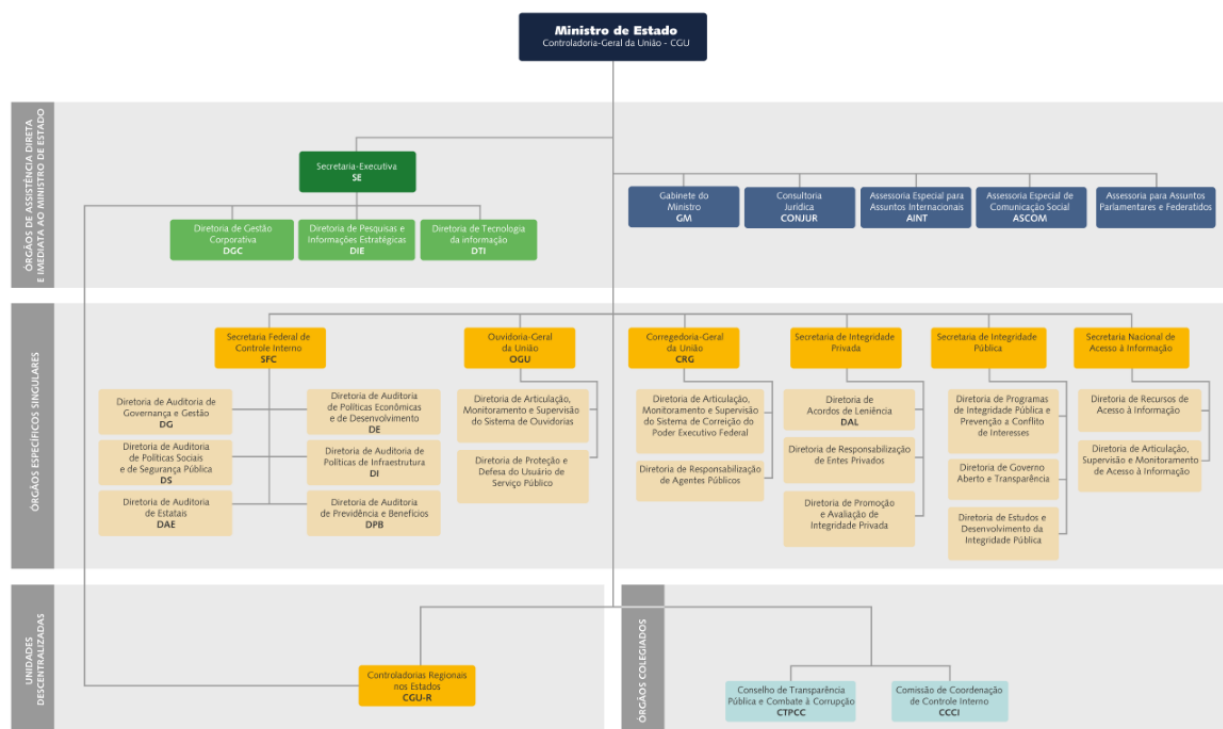 Ministro de Estado
Controladoria-Geral da União - CGU
ÓRGÃOS DE ASSISTÊNCIA DIRETA
E IMEDIATA AO MINISTRO DE ESTADO
Secretaria-Executiva
SE
Diretoria de Gestão
Corporativa
DGC
Diretoria de Pesquisas e
Informações Estratégicas
DIE
Diretoria de Tecnologia
da informação
DTI
Gabinete do
Ministro
GM
Consultoria
Jurídica
CONJUR
Assessoria Especial para
Assuntos Internacionais
AINT
Assessoria Especial de
Comunicação Social
ASCOM
Assessoria para Assuntos
Parlamentares e Federatidos
ÓRGÃOS ESPECÍFICOS SINGULARES
Secretaria Federal de
Controle Interno
SFC
Diretoria de Auditoria de
Governança e Gestão
DG
Diretoria de Auditoria
de Políticas Econômicas
e de Desenvolvimento
DE
Diretoria de Auditoria
de Políticas Sociais
e de Segurança Pública
DS
Diretoria de Auditoria de
Políticas de Infraestrutura
DI
Diretoria de Auditoria
de Estatais
DAE
Diretoria de Auditoria
de Previdência e Benefícios
DPB
Ouvidoria-Geral
da União
OGU
Diretoria de Articulação,
Monitoramento e Supervisão
do Sistema de Ouvidorias
Diretoria de Proteção e
Defesa do Usuário de
Serviço Público
Corregedoria-Geral
da União
CRG
Diretoria de Articulação,
Monitoramento e Supervisão
do Sistema de Correição do
Poder Executivo Federal
Diretoria de Responsabilização
de Agentes Públicos
Secretaria de Integridade
Privada
Diretoria de
Acordos de Leniência
DAL
Diretoria de Responsabilização
de Entes Privados
Diretoria de Promoção
e Avaliação de
Integridade Privada
Secretaria de Integridade
Pública
Diretoria de Programas
de Integridade Pública e
Prevenção a Conflito
de Interesses
Diretoria de Governo
Aberto e Transparência
Diretoria de Estudos e
Desenvolvimento da
Integridade Pública
Secretaria Nacional de
Acesso à Informação
Diretoria de Recursos de
Acesso à Informação
Diretoria de Articulação,
Supervisão e Monitoramento
de Acesso à Informação
UNIDADES
DESCENTRALIZADAS
Controladorias Regionais
nos Estados
CGU-R
ÓRGÃOS COLEGIADOS
Conselho de Transparência
Pública e Combate à Corrupção
CTPCC
Comissão de Coordenação
de Controle Interno
CCCI